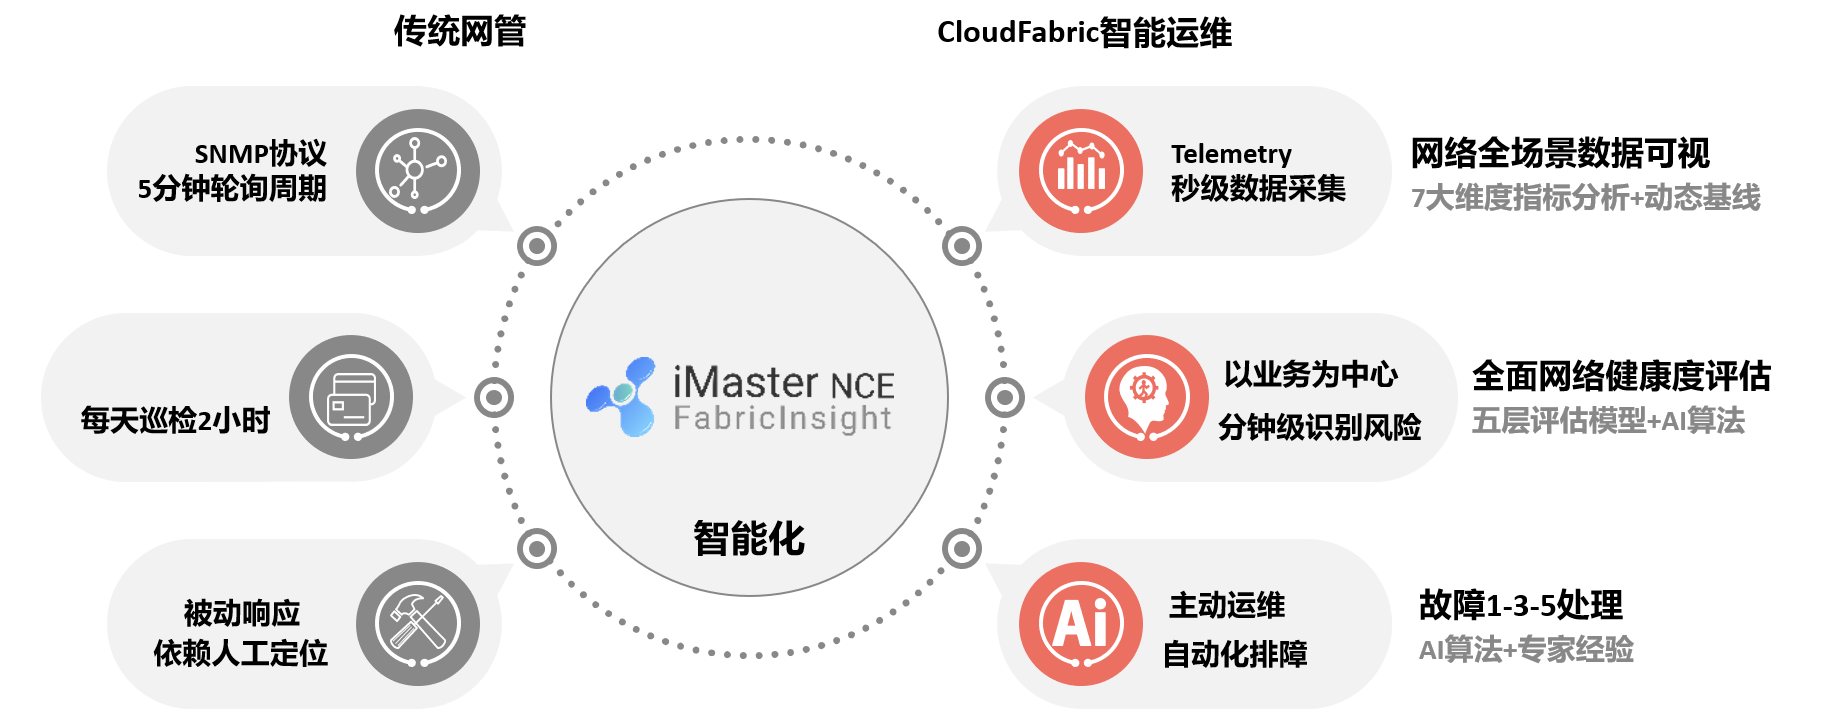 传统网管
CloudFabric智能运维
SNMP协议
5分钟轮询周期
每天巡检2小时
被动响应
依赖人工定位
iMaster NCE
FabricInsight
智能化
Telemetry
秒级数据采集
网络全场景数据可视
7大维度指标分析+动态基线
以业务为中心
分钟级识别风险
全面网络健康度评估
五层评估模型+AI算法
Ai
主动运维
自动化排障
故障1-3-5处理
AI算法+专家经验